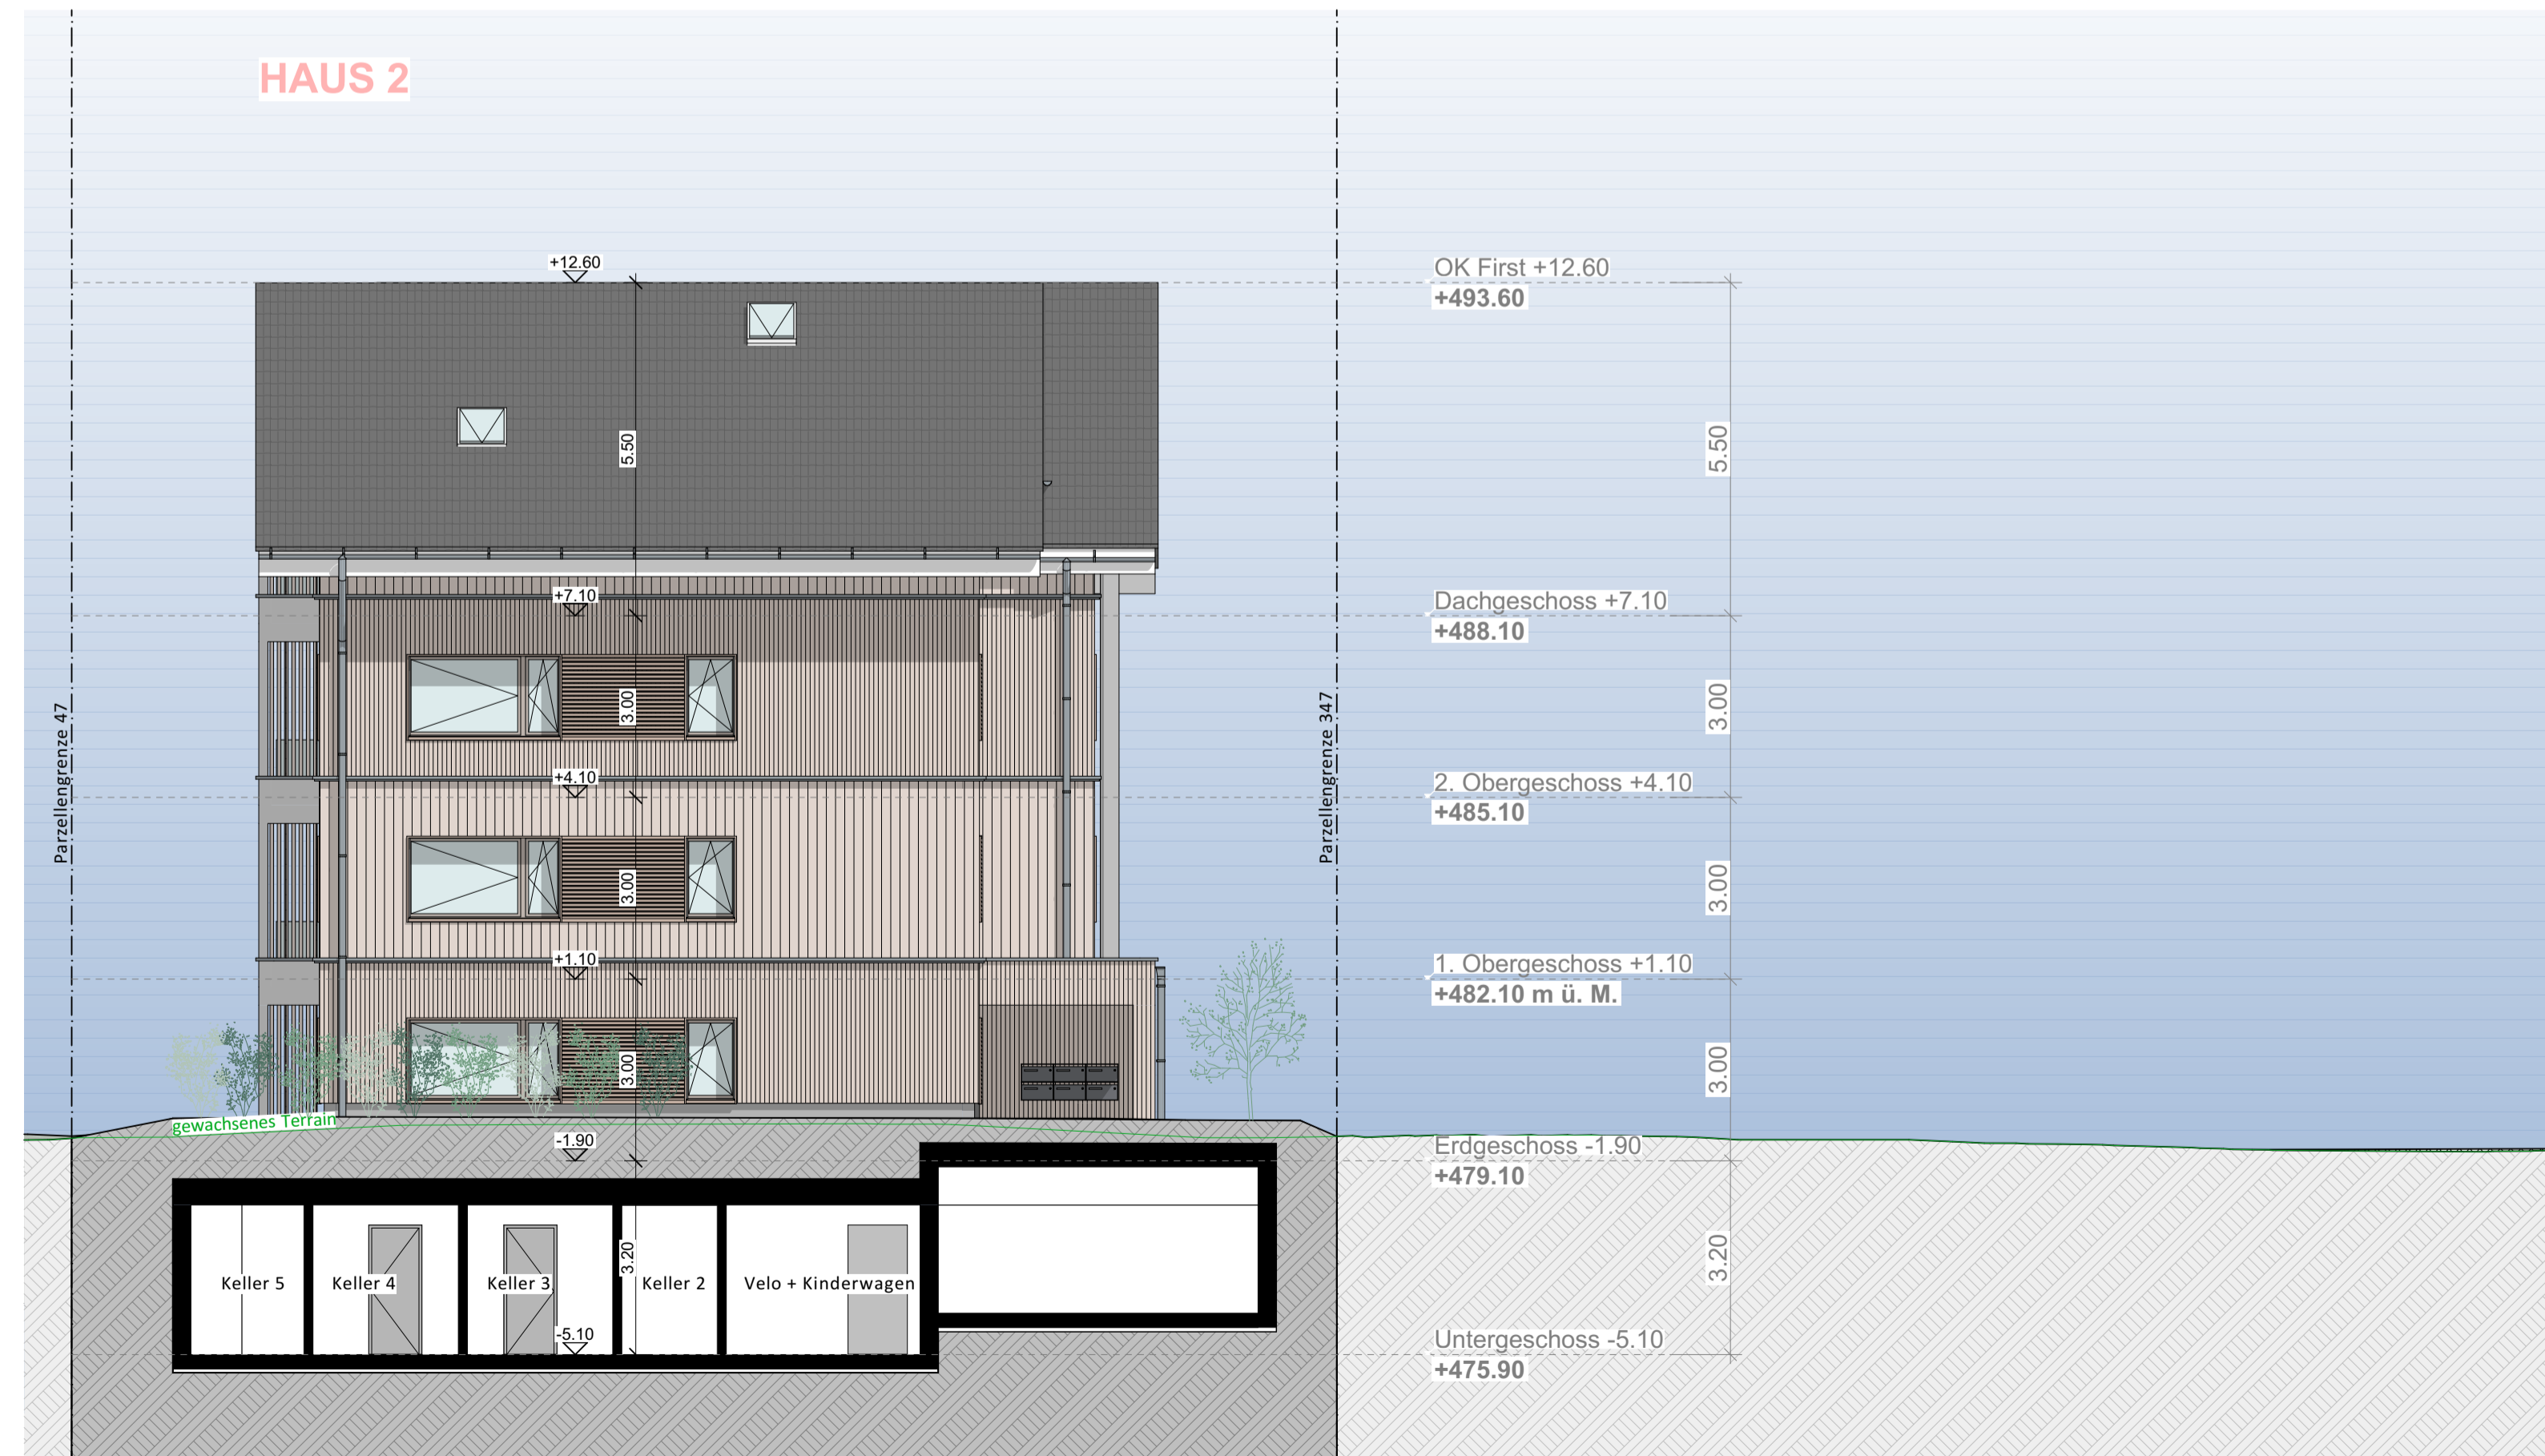 HAUS 2
+12.60
OK First +12.60
+493.60
5.50
5.50
+7.10
Dachgeschoss +7.10
+488.10
3.00
3.00
Parzellengrenze 47
Parzellengrenze 347
+4.10
2. Obergeschoss +4.10
+485.10
3.00
3.00
+1.10
1. Obergeschoss +1.10
+482.10 m ü. M.
3.00
3.00
gewachsenes Terrain
-1.90
Erdgeschoss -1.90
+479.10
3.20
3.20
Keller 5
Keller 4
Keller 3
Keller 2
Velo + Kinderwagen
-5.10
Untergeschoss -5.10
+475.90